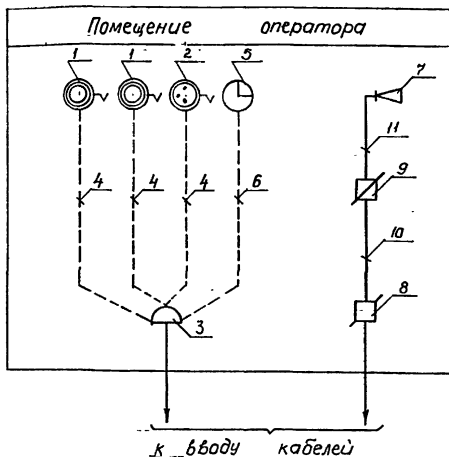 Помещение оператора
1 1 2 5 7
11
4 4 4 6 9
10
8
3
к вводу кабелей